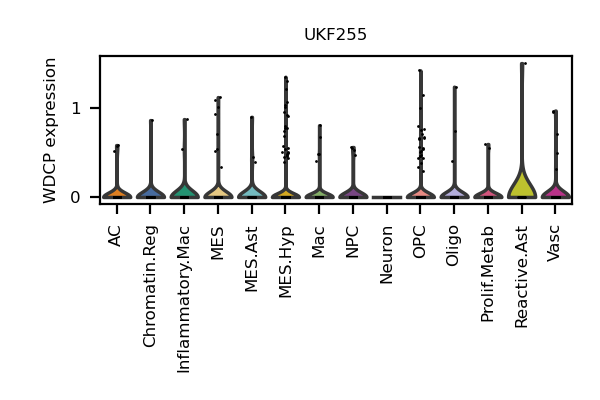 UKF255
WDCP expression
1
0
AC
Chromatin.Reg
Inflammatory.Mac
MES
MES.Ast
MES.Hyp
Mac
NPC
Neuron
OPC
Oligo
Prolif.Metab
Reactive.Ast
Vasc